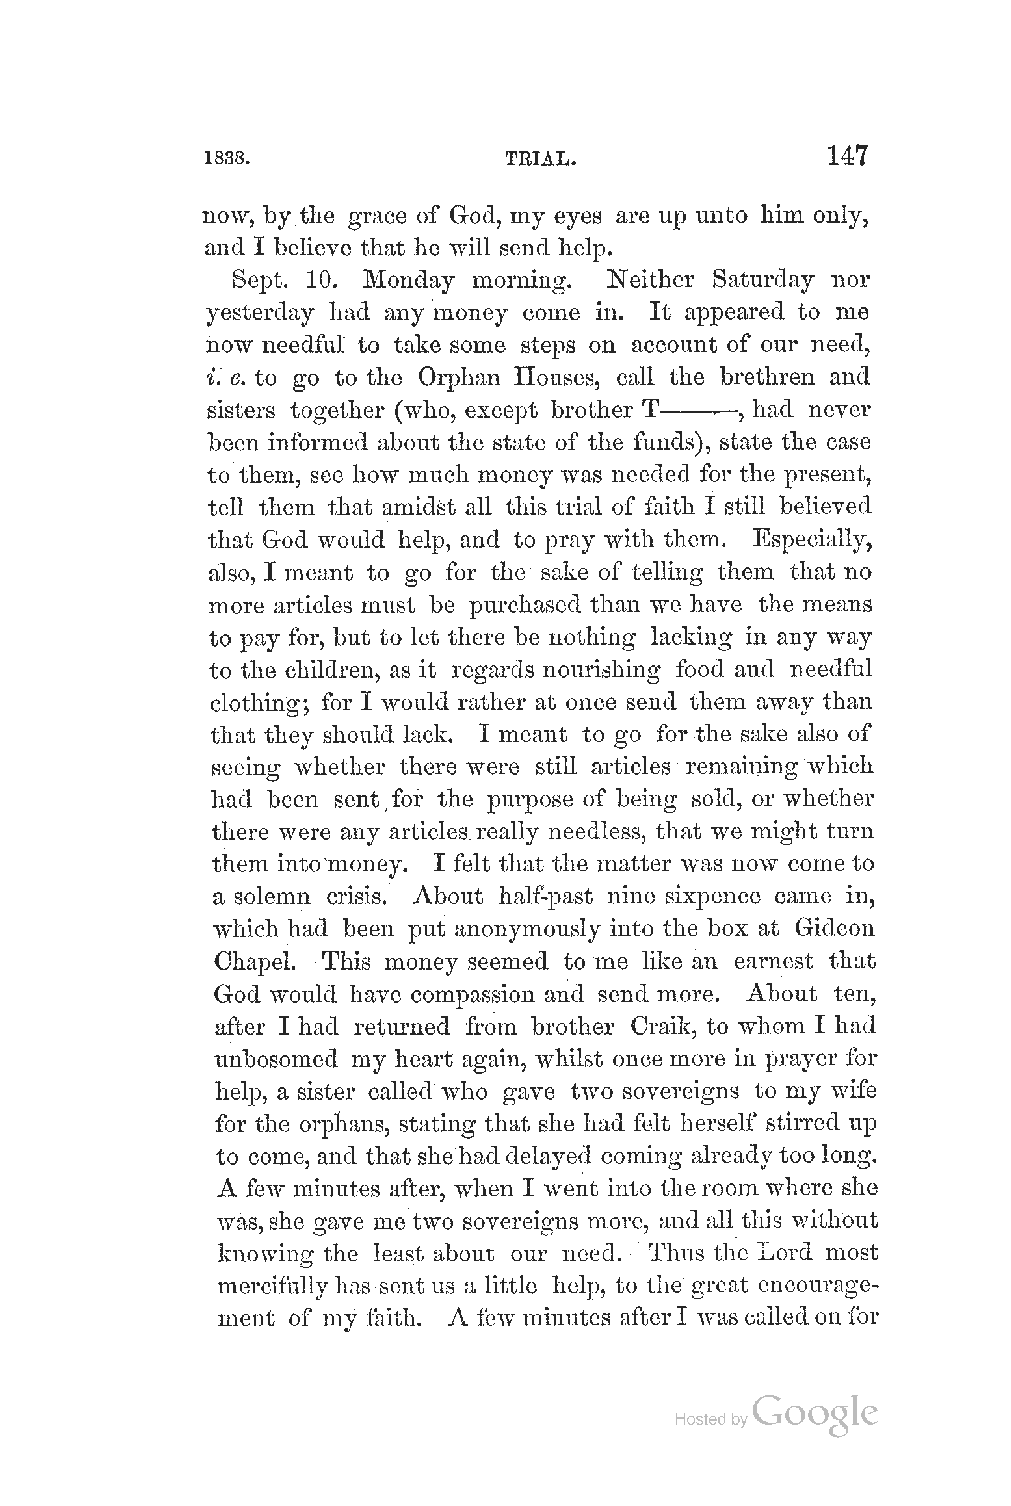 1838. TRIAL. 147
now, by the grace of God, my eyes are up unto him only,
and I believe that he will send help.
Sept. 10. Monday morning. Neither Saturday nor
yesterday had any money come in. It appeared to me
now needful to take some steps on account of our need,
i. e. to go to the Orphan Houses, call the brethren and
sisters together (who, except brother T———, had never
been informed about the state of the funds), state the case
to them, see how much money was needed for the present,
tell them that amidst all this trial of faith I still believed
that God would help, and to pray with them. Especially,
also, I meant to go for the sake of telling them that no
more articles must be purchased than we have the means
to pay for, but to let there be nothing lacking in any way
to the children, as it regards nourishing food and needful
clothing; for I would rather at once send them away than
that they should lack. I meant to go for the sake also of
seeing whether there were still articles remaining which
had been sent for the purpose of being sold, or whether
there were any articles really needless, that we might turn
them into money. I felt that the matter was now come to
a solemn crisis. About half-past nine sixpence came in,
which had been put anonymously into the box at Gideon
Chapel. This money seemed to me like an earnest that
God would have compassion and send more. About ten,
after I had returned from brother Craik, to whom I had
unbosomed my heart again, whilst once more in prayer for
help, a sister called who gave two sovereigns to my wife
for the orphans, stating that she had felt herself stirred up
to come, and that she had delayed coming already too long.
A few minutes after, when I went into the room where she
was, she gave me two sovereigns more, and all this without
knowing the least about our need. Thus the Lord most
mercifully has sent us a little help, to the great encourage-
ment of my faith. A few minutes after I was called on for
Hosted by Google